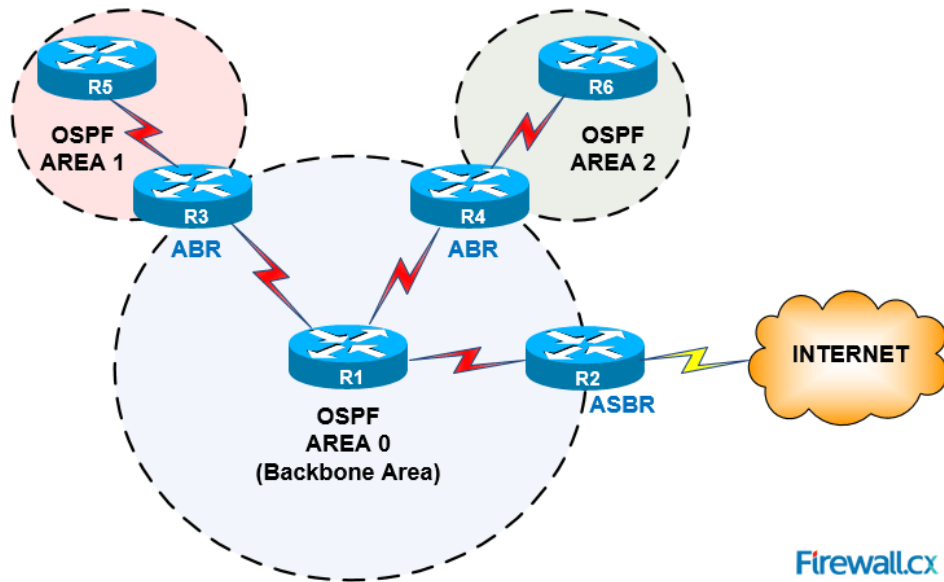 R5
OSPF
AREA 1
R6
OSPF
AREA 2
R3
ABR
R4
ABR
R1
OSPF
AREA 0
(Backbone Area)
R2
ASBR
INTERNET
Firewall.cx